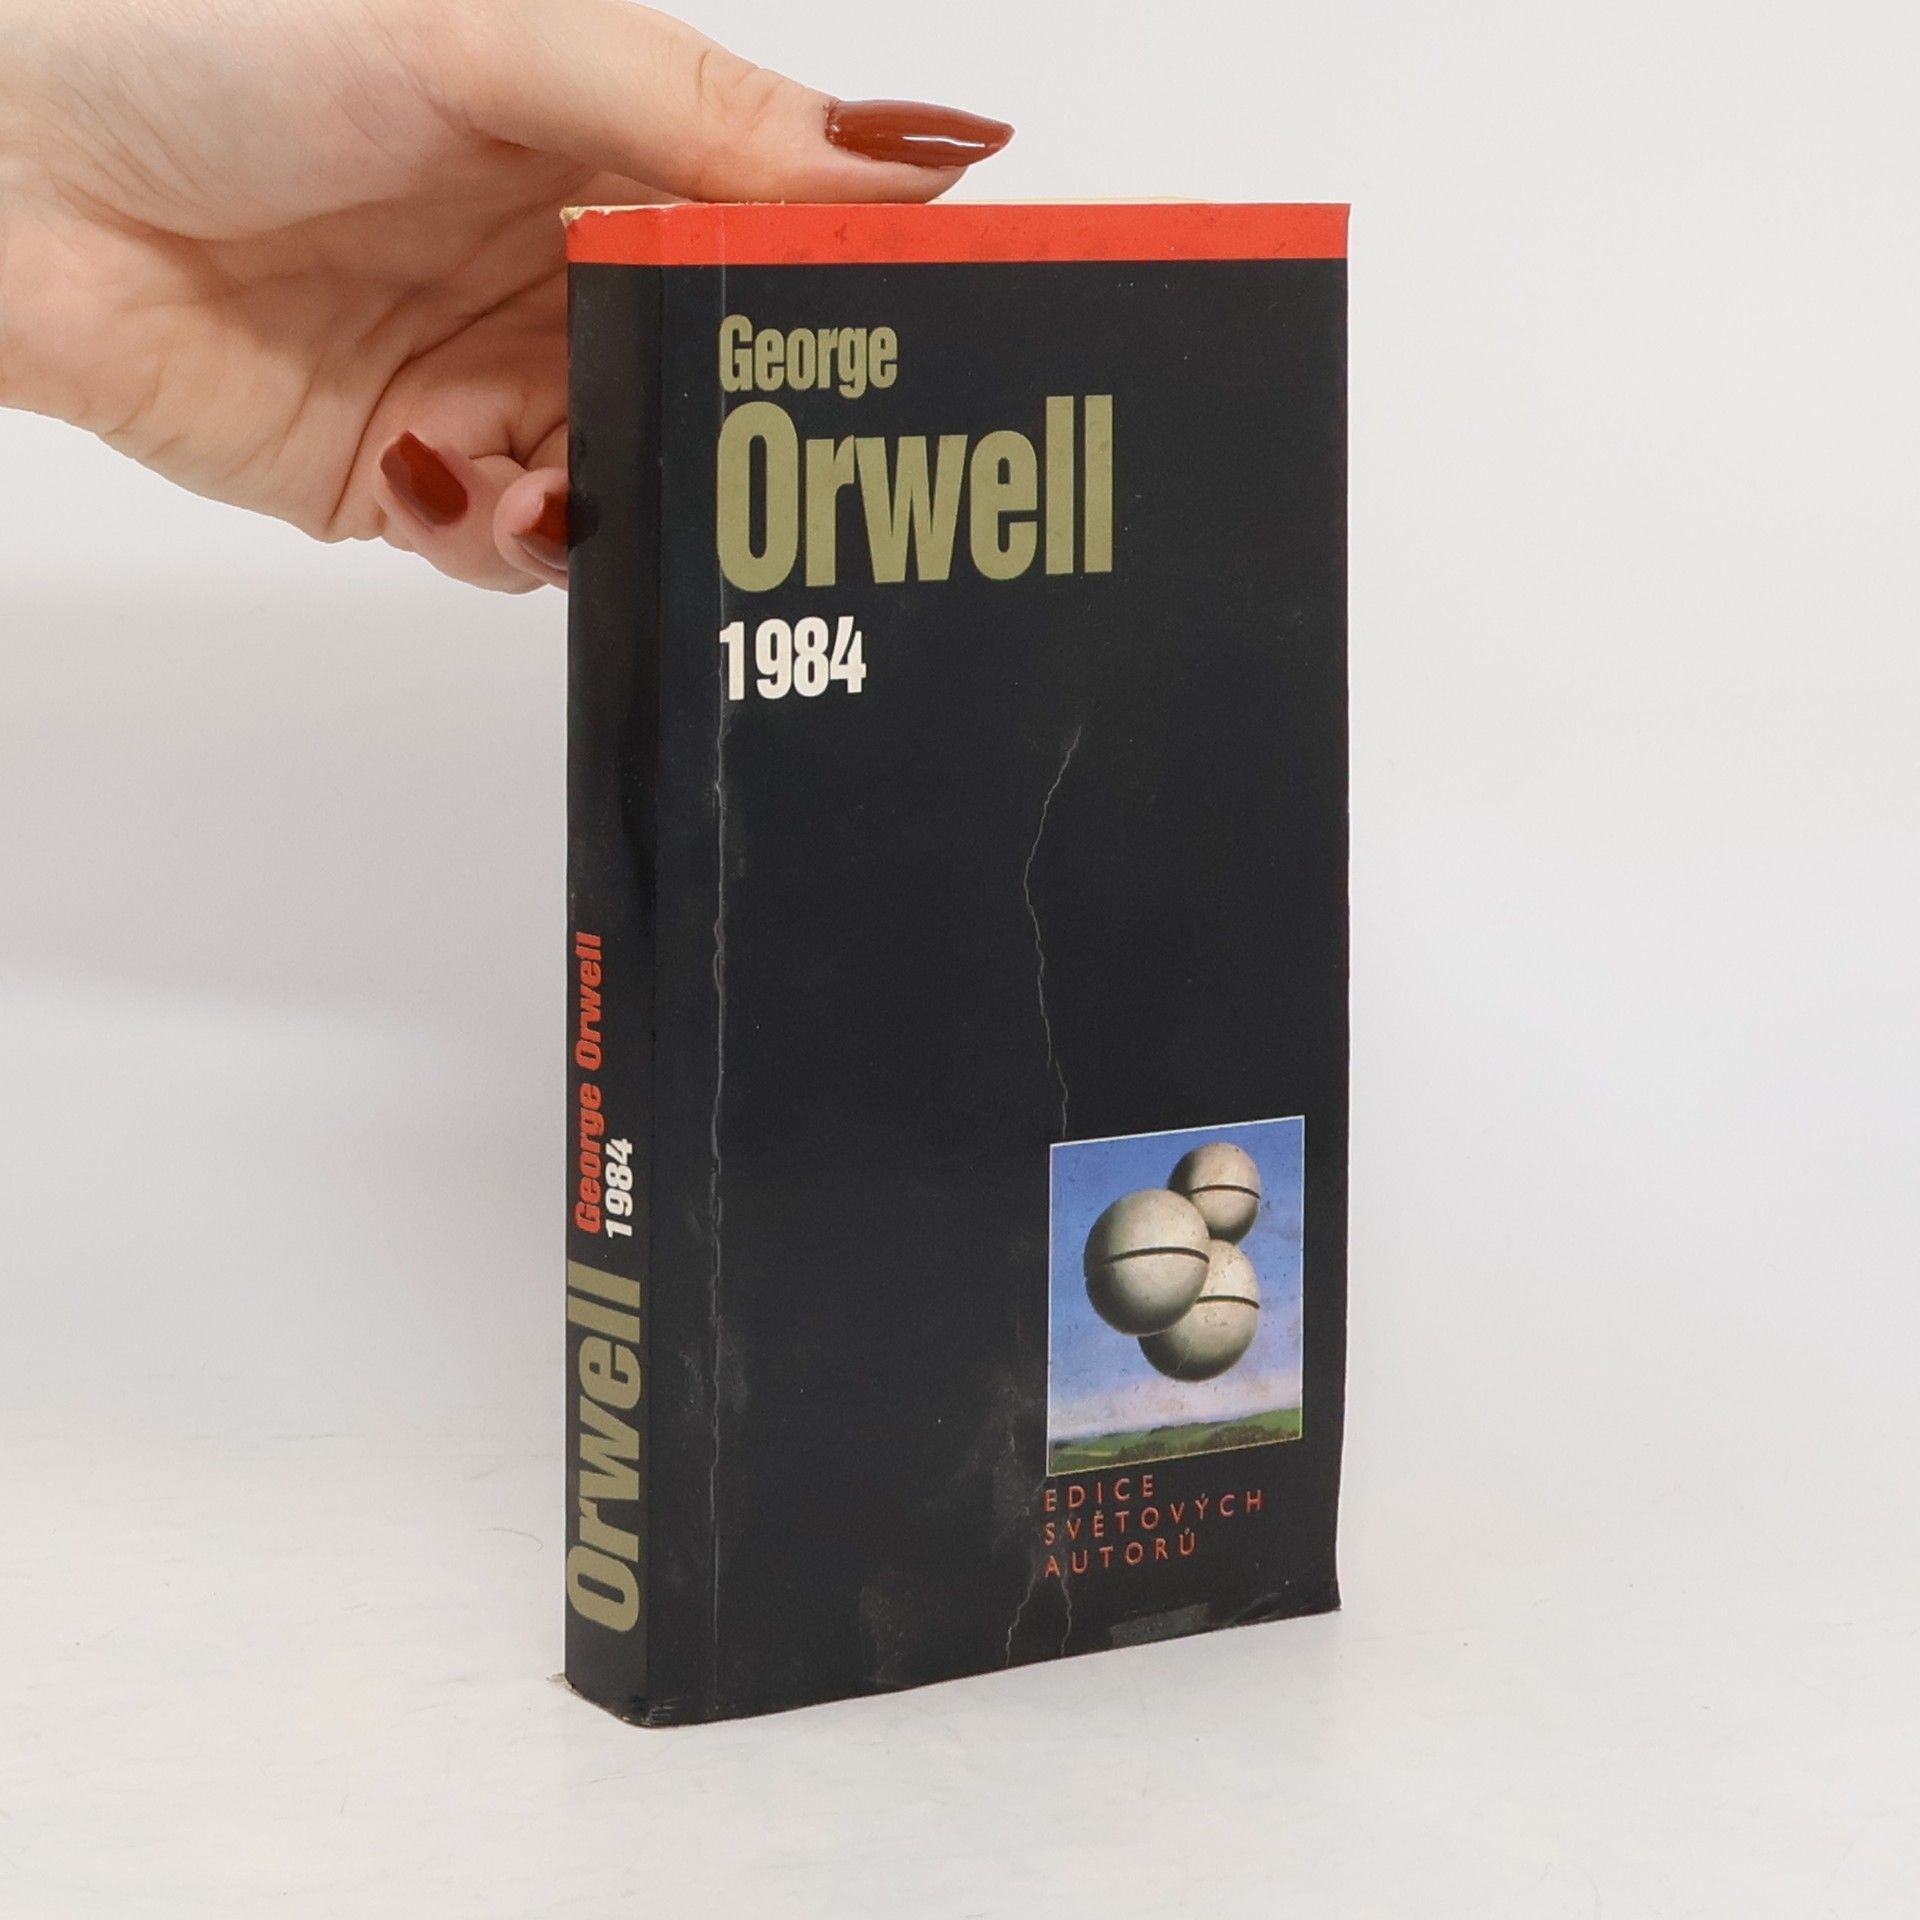 George
Orwell
1984
EDICE
SVĚTOVÝCH
AUTORŮ
George Orwell
1984
Orwell